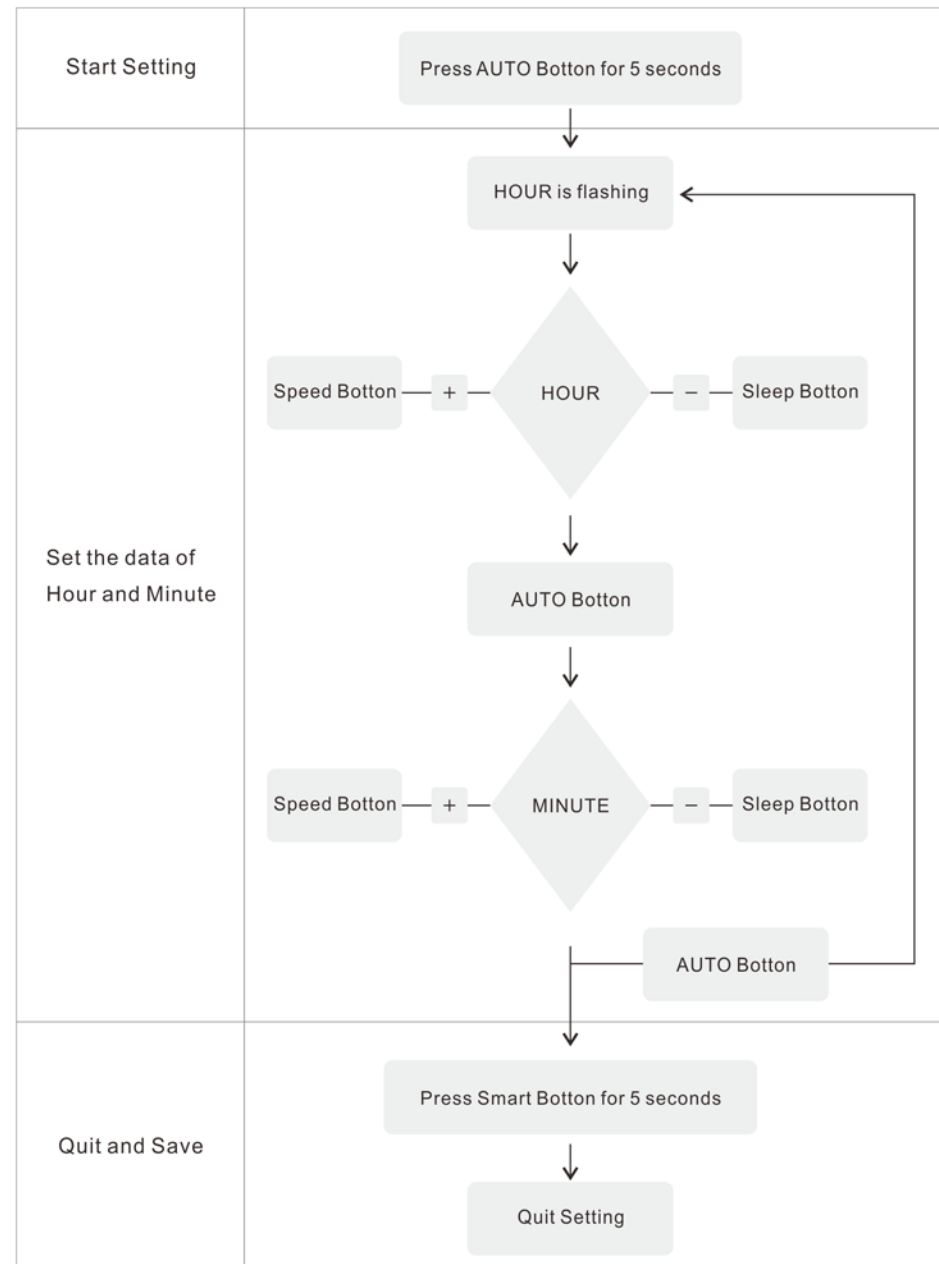 Start Setting
Press AUTO Botton for 5 seconds
HOUR is flashing
Speed Botton
+
HOUR
−
Sleep Botton
Set the data of
Hour and Minute
AUTO Botton
Speed Botton
+
MINUTE
−
Sleep Botton
AUTO Botton
Press Smart Botton for 5 seconds
Quit and Save
Quit Setting